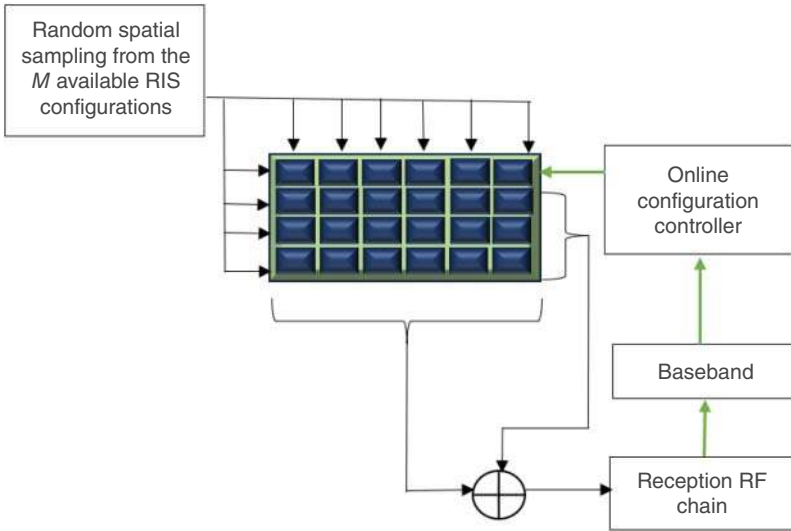 Random spatial
sampling from the
M available RIS
configurations
Online
configuration
controller
Baseband
Reception RF
chain